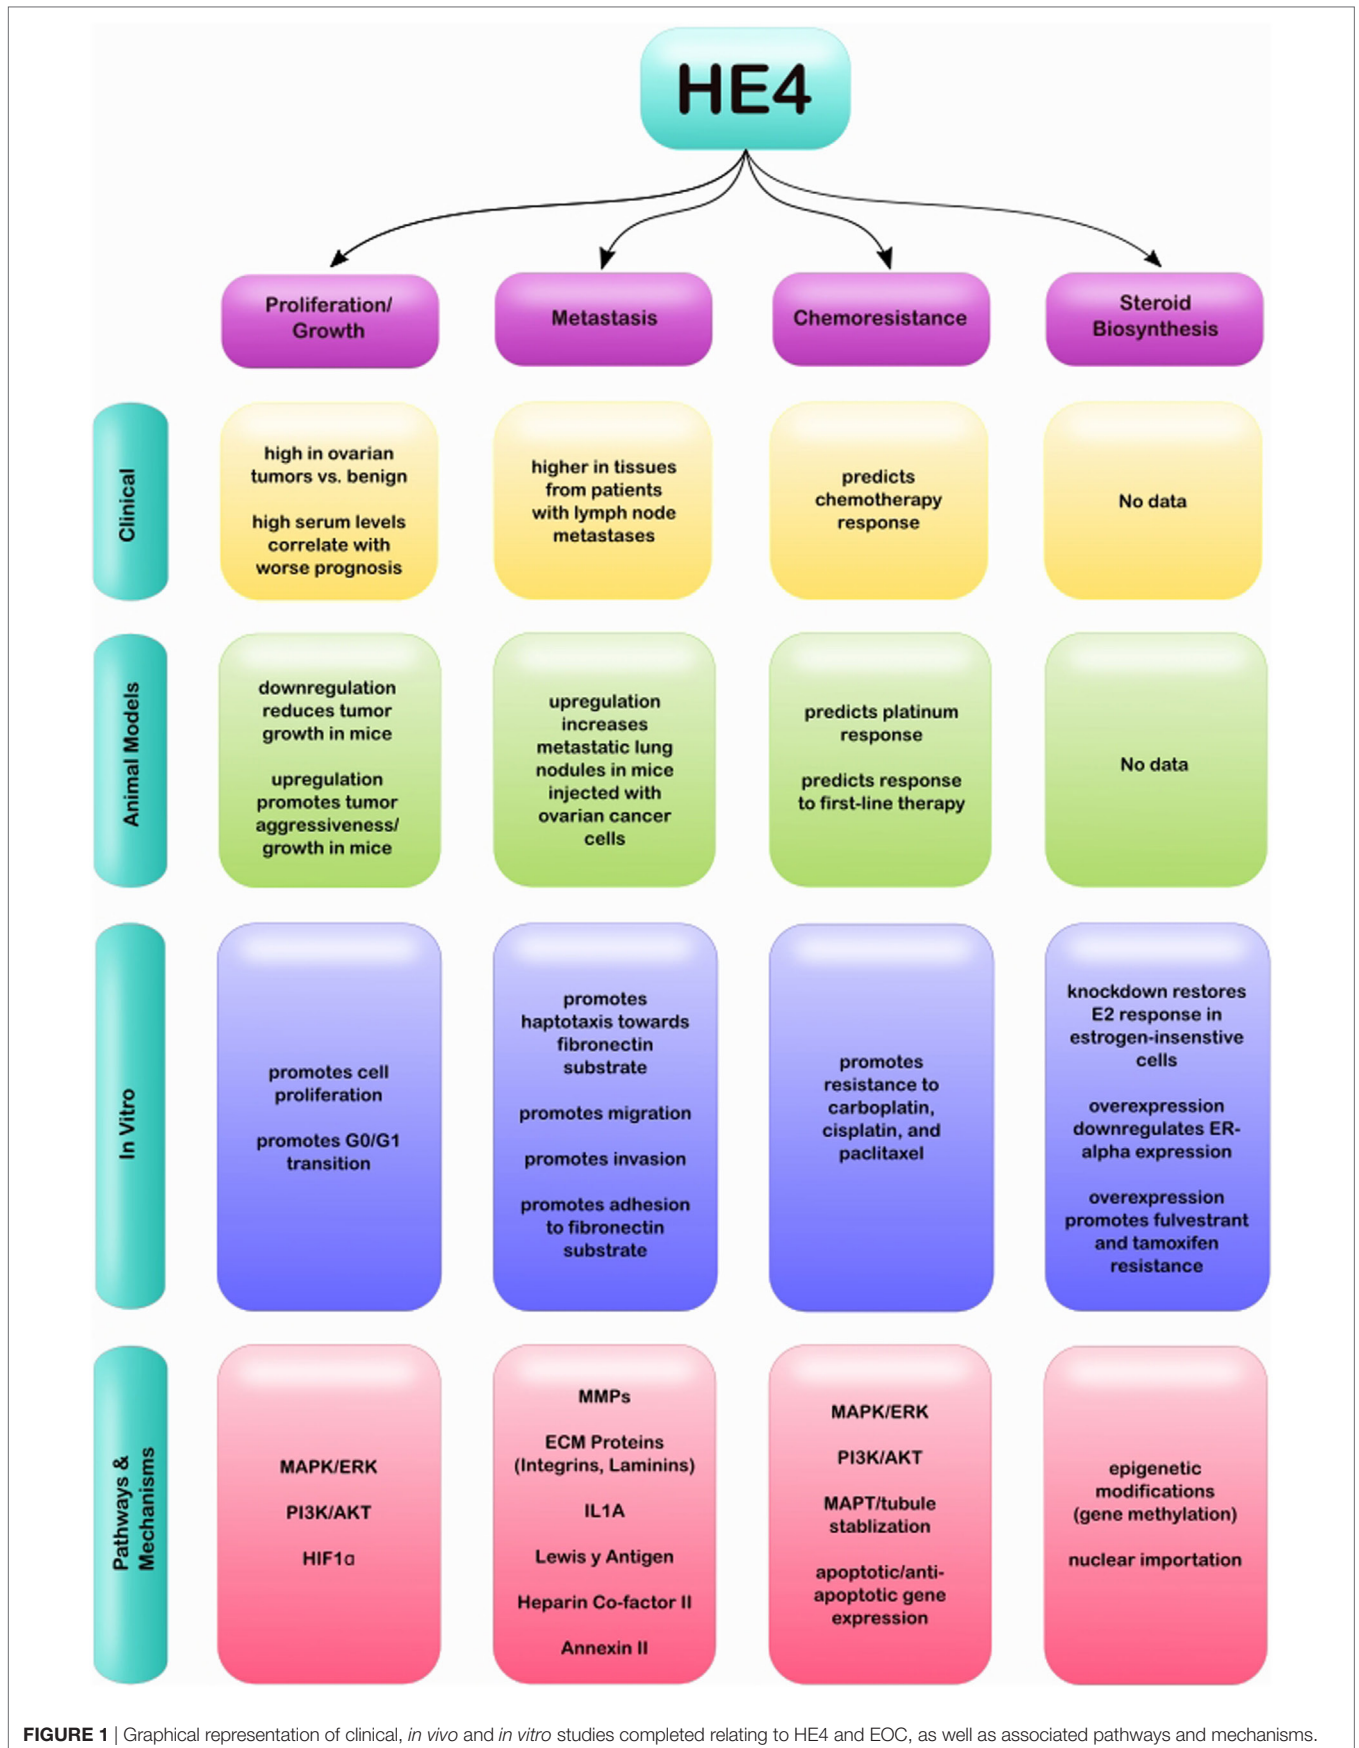 HE4
Proliferation/
Growth
Metastasis
Chemoresistance
Steroid
Biosynthesis
Clinical
high in ovarian
tumors vs. benign
high serum levels
correlate with
worse prognosis
higher in tissues
from patients
with lymph node
metastases
predicts
chemotherapy
response
No data
Animal Models
downregulation
reduces tumor
growth in mice
upregulation
promotes tumor
aggressiveness/
growth in mice
upregulation
increases
metastatic lung
nodules in mice
injected with
ovarian cancer
cells
predicts platinum
response
predicts response
to first-line therapy
No data
In Vitro
promotes cell
proliferation
promotes G0/G1
transition
promotes
haptotaxis towards
fibronectin
substrate
promotes migration
promotes invasion
promotes adhesion
to fibronectin
substrate
promotes
resistance to
carboplatin,
cisplatin, and
paclitaxel
knockdown restores
E2 response in
estrogen-insenstive
cells
overexpression
downregulates ER-
alpha expression
overexpression
promotes fulvestrant
and tamoxifen
resistance
Pathways &
Mechanisms
MAPK/ERK
PI3K/AKT
HIF1α
MMPs
ECM Proteins
(Integrins, Laminins)
IL1A
Lewis y Antigen
Heparin Co-factor II
Annexin II
MAPK/ERK
PI3K/AKT
MAPT/tubule
stablization
apoptotic/anti-
apoptotic gene
expression
epigenetic
modifications
(gene methylation)
nuclear importation
FIGURE 1 | Graphical representation of clinical, in vivo and in vitro studies completed relating to HE4 and EOC, as well as associated pathways and mechanisms.